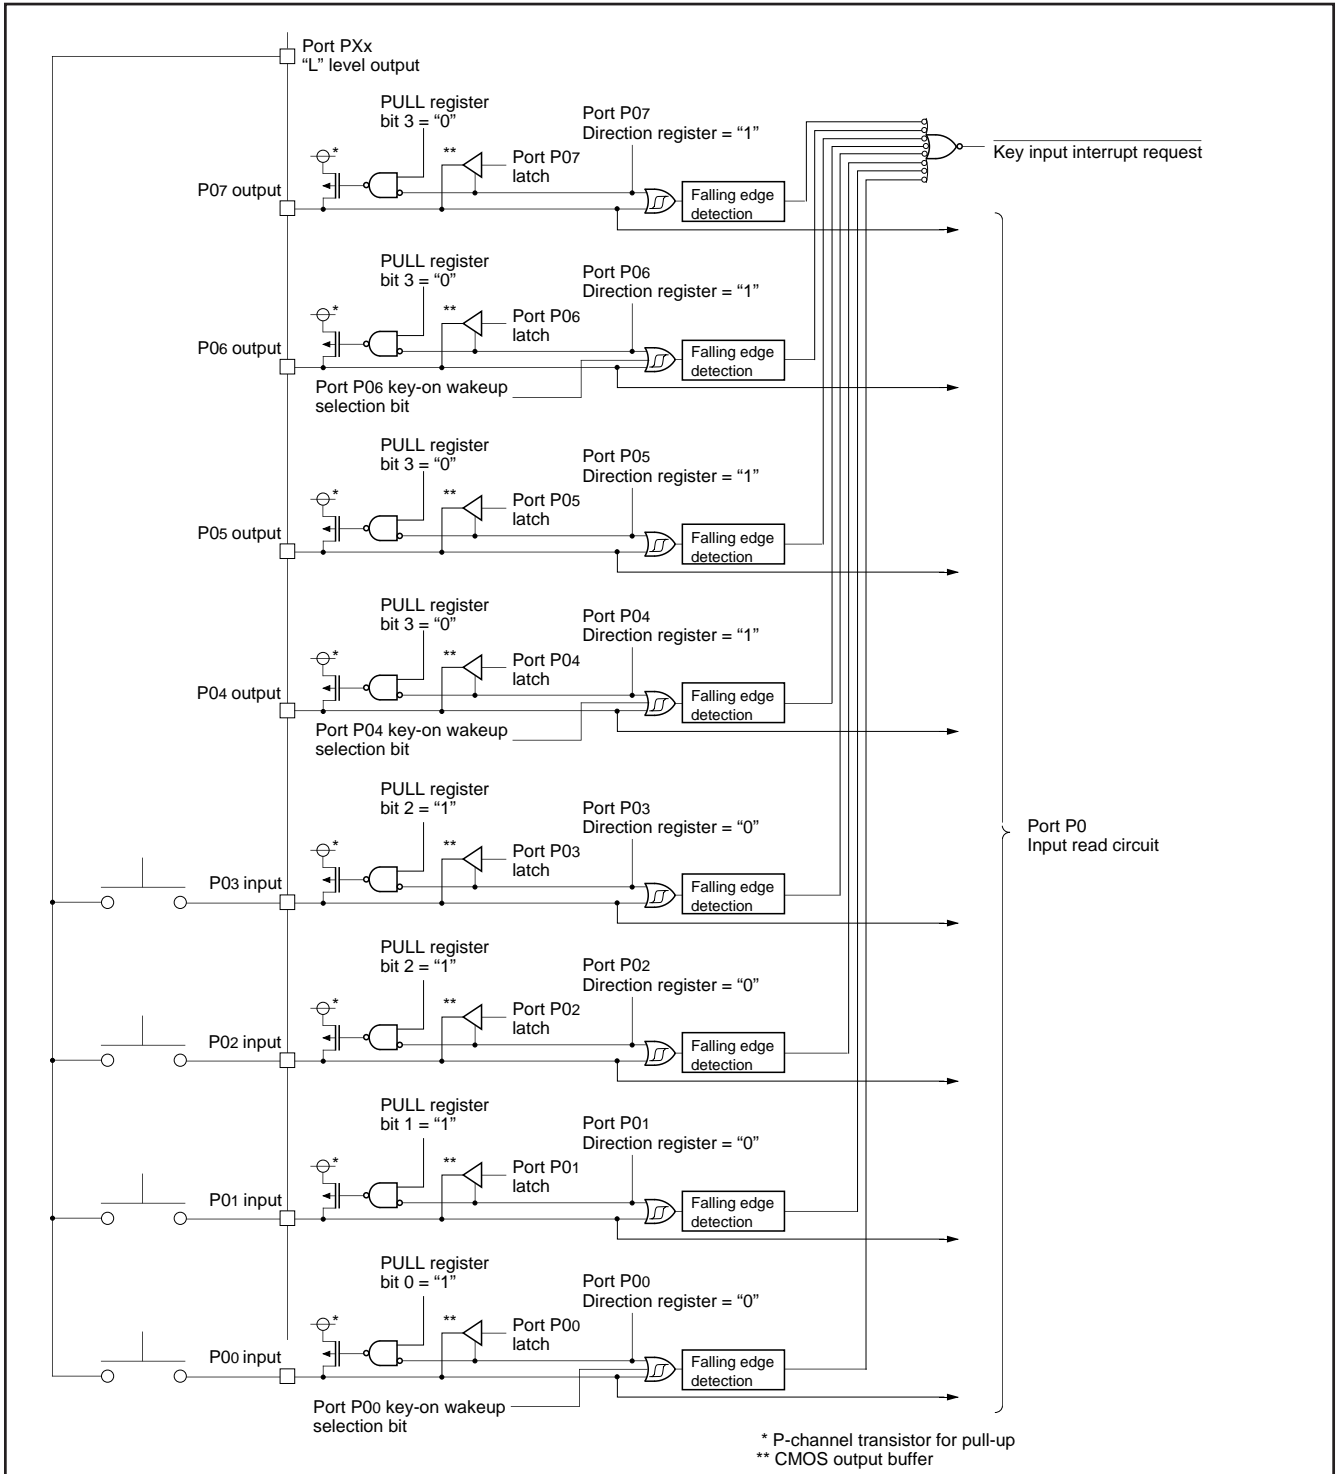 Port PXx
“L” level output
PULL register
bit 3 = “0”
Port P07
Direction register = “1”
*
**
Port P07
latch
Key input interrupt request
P07 output
Falling edge
detection
PULL register
bit 3 = “0”
Port P06
Direction register = “1”
*
**
Port P06
latch
P06 output
Falling edge
detection
Port P06 key-on wakeup
selection bit
PULL register
bit 3 = “0”
Port P05
Direction register = “1”
*
**
Port P05
latch
P05 output
Falling edge
detection
PULL register
bit 3 = “0”
Port P04
Direction register = “1”
*
**
Port P04
latch
P04 output
Falling edge
detection
Port P04 key-on wakeup
selection bit
PULL register
bit 2 = “1”
Port P03
Direction register = “0”
*
**
Port P03
latch
Port P0
Input read circuit
P03 input
Falling edge
detection
PULL register
bit 2 = “1”
Port P02
Direction register = “0”
*
**
Port P02
latch
P02 input
Falling edge
detection
PULL register
bit 1 = “1”
Port P01
Direction register = “0”
*
**
Port P01
latch
P01 input
Falling edge
detection
PULL register
bit 0 = “1”
Port P00
Direction register = “0”
*
**
Port P00
latch
P00 input
Falling edge
detection
Port P00 key-on wakeup
selection bit
* P-channel transistor for pull-up
** CMOS output buffer